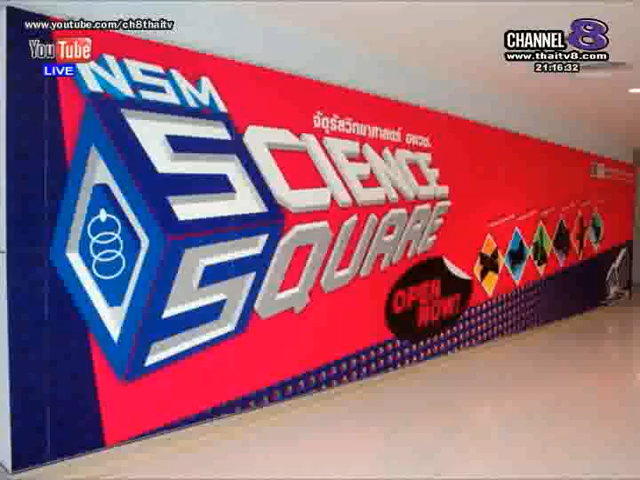 www.youtube.com/ch8thaitv
YouTube
LIVE
CHANNEL 8
www.thaitv8.com
21:16:32
NSM
จัตุรัสวิทยาศาสตร์ อพวช.
SCIENCE
SQUARE
OPEN
NOW!